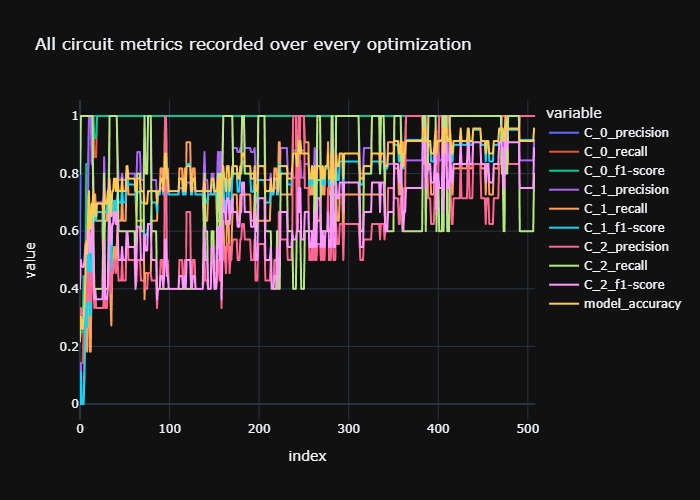 All circuit metrics recorded over every optimization
variable
C_0_precision
C_0_recall
C_0_f1-score
C_1_precision
C_1_recall
C_1_f1-score
C_2_precision
C_2_recall
C_2_f1-score
model_accuracy
value
1
0.8
0.6
0.4
0.2
0
0 100 200 300 400 500
index